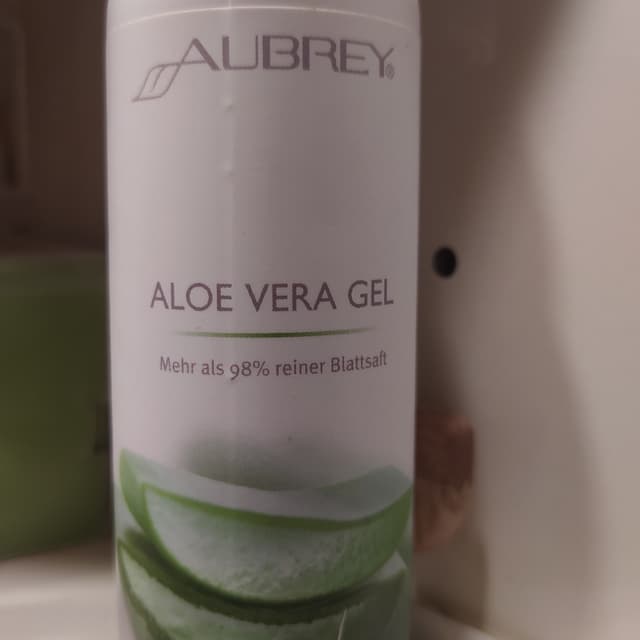 AUBREY®
ALOE VERA GEL
Mehr als 98% reiner Blattsaft